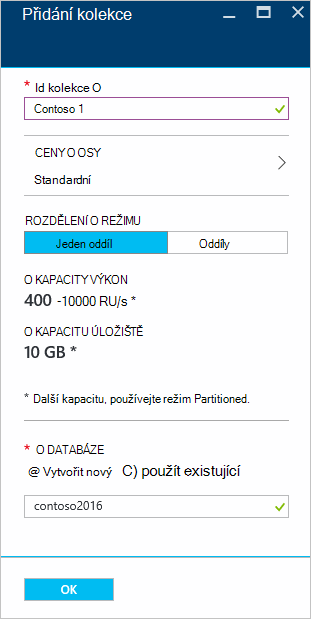 Přidání kolekce
* Id kolekce O
Contoso 1
CENY O OSY
Standardní
ROZDĚLENÍ O REŽIMU
Jeden oddíl Oddíly
O KAPACITY VÝKON
400 -10000 RU/s *
O KAPACITU ÚLOŽIŠTĚ
10 GB *
* Další kapacitu, používejte režim Partitioned.
* O DATABÁZE
@ Vytvořit nový C) použít existující
contoso2016
OK